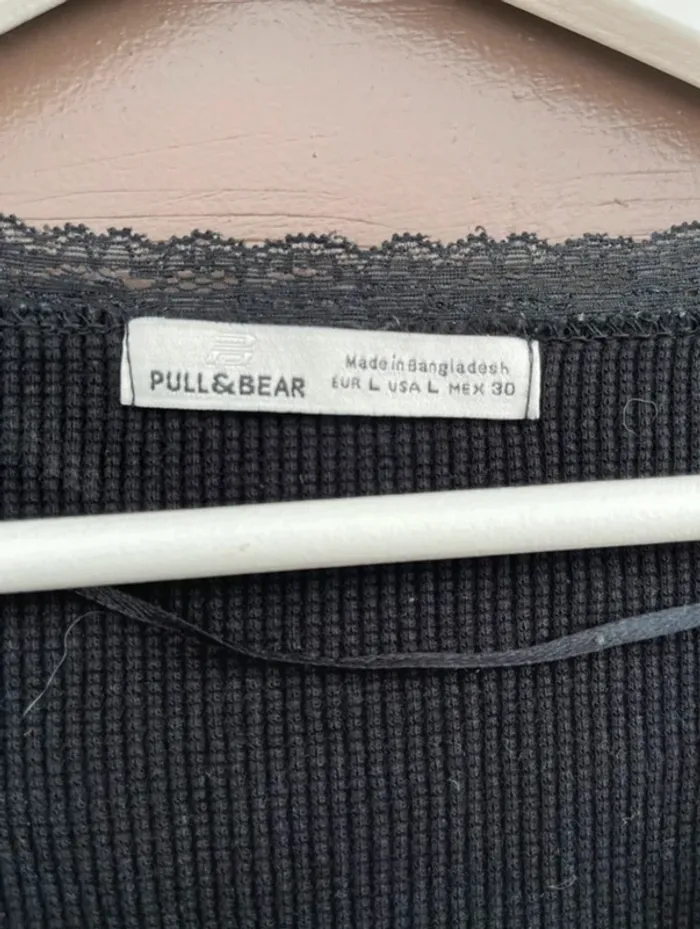 PULL&BEAR
Made in Bangladesh
EUR L USA L MEX 30